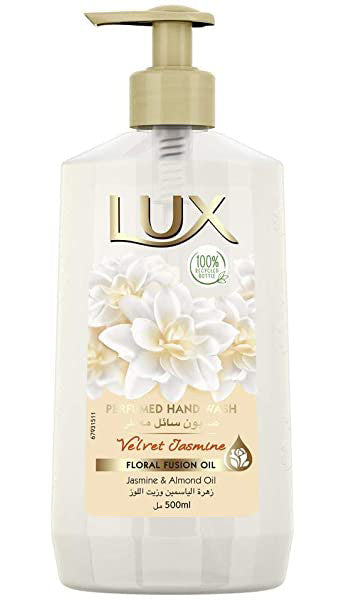 LUX
100%
RECYCLED
BOTTLE
PERFUMED HAND WASH
صابون سائل معطر
Velvet Jasmine
FLORAL FUSION OIL
Jasmine & Almond Oil
زهرة الياسمين وزيت اللوز
500ml مل
67931511